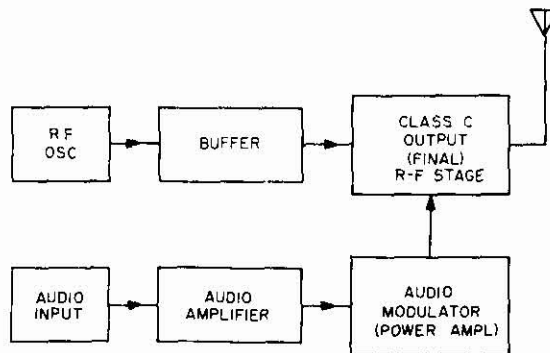 R F
OSC
BUFFER
CLASS C
OUTPUT
(FINAL)
R-F STAGE
AUDIO
INPUT
AUDIO
AMPLIFIER
AUDIO
MODULATOR
(POWER AMPL)